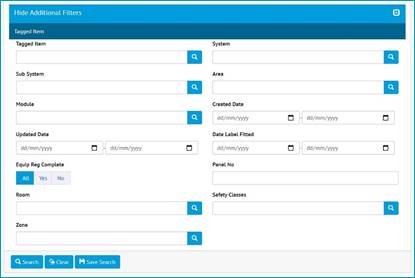 Hide Additional Filters
Tagged Item
Tagged Item
System
Sub System
Area
Module
Created Date
dd/mm/yyyy - dd/mm/yyyy
Updated Date
Date Label Fitted
dd/mm/yyyy - dd/mm/yyyy
dd/mm/yyyy - dd/mm/yyyy
Equip Reg Complete
Panel No
All Yes No
Room
Safety Classes
Zone
Search Clear Save Search